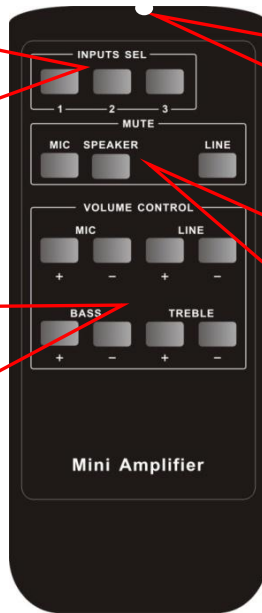 INPUTS SEL
1 2 3
MUTE
MIC SPEAKER LINE
VOLUME CONTROL
MIC LINE
+ − + −
BASS TREBLE
+ − + −
Mini Amplifier